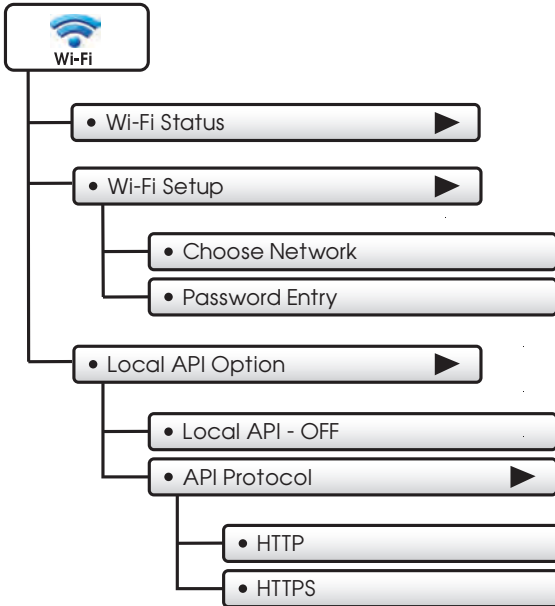 Wi-Fi
• Wi-Fi Status
• Wi-Fi Setup
• Choose Network
• Password Entry
• Local API Option
• Local API - OFF
• API Protocol
• HTTP
• HTTPS